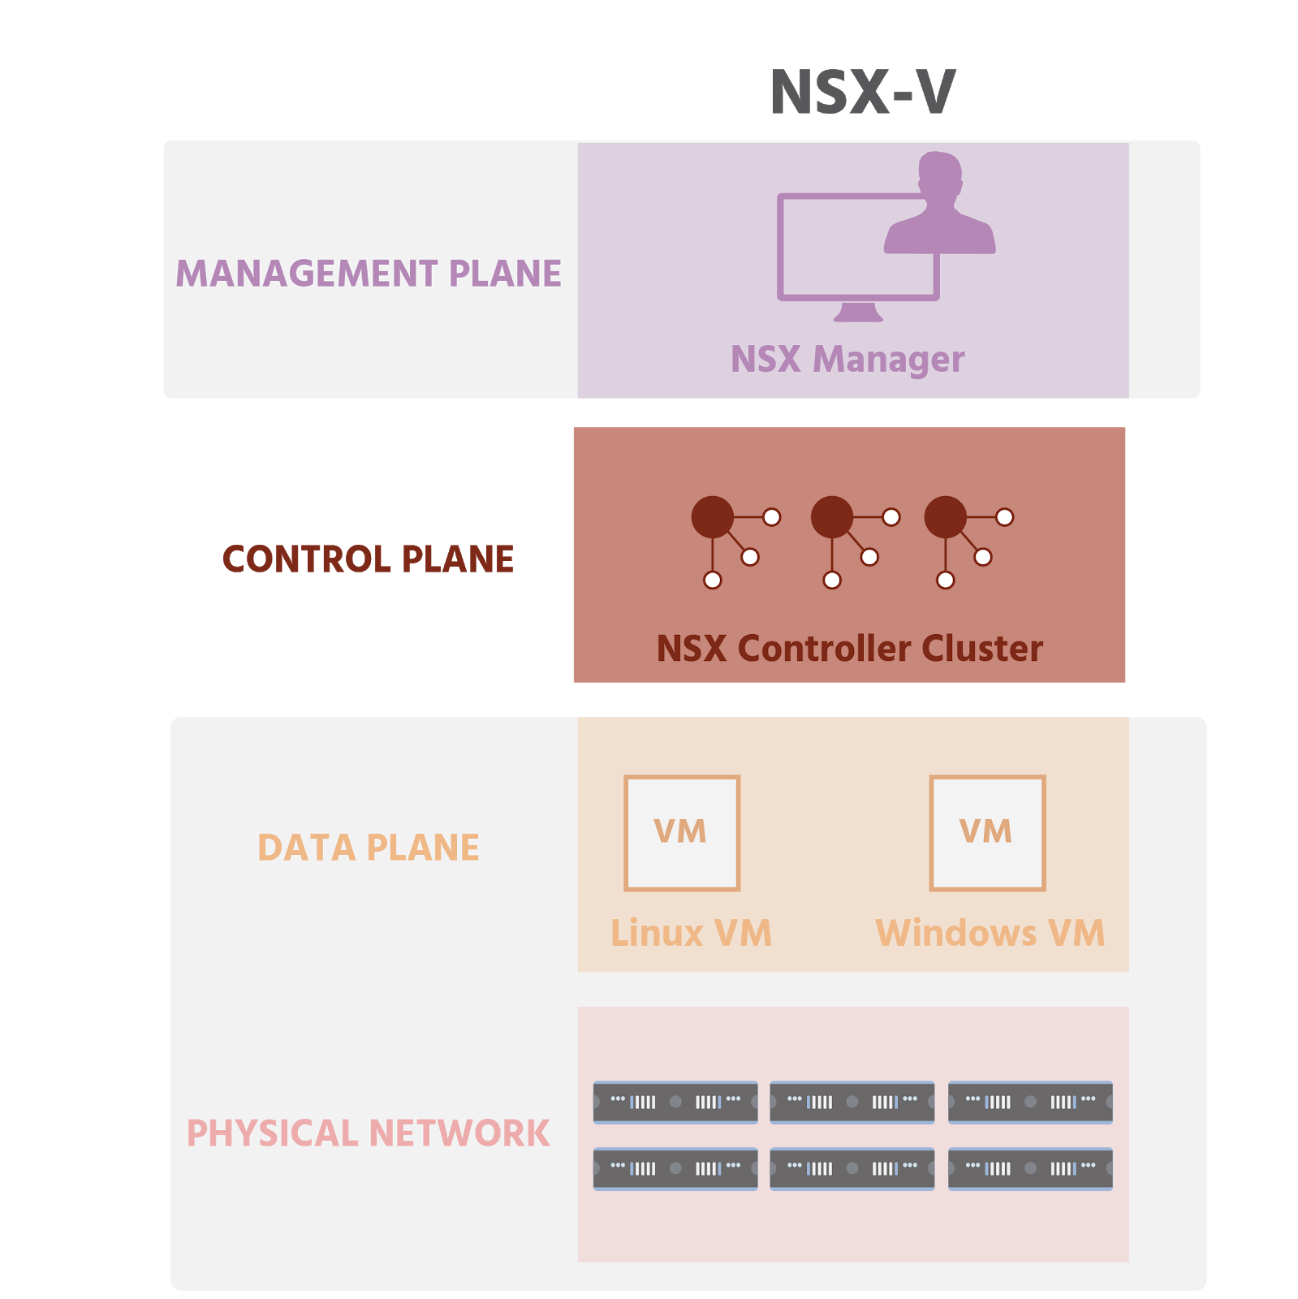 NSX-V
MANAGEMENT PLANE
NSX Manager
CONTROL PLANE
NSX Controller Cluster
DATA PLANE
VM
VM
Linux VM
Windows VM
PHYSICAL NETWORK